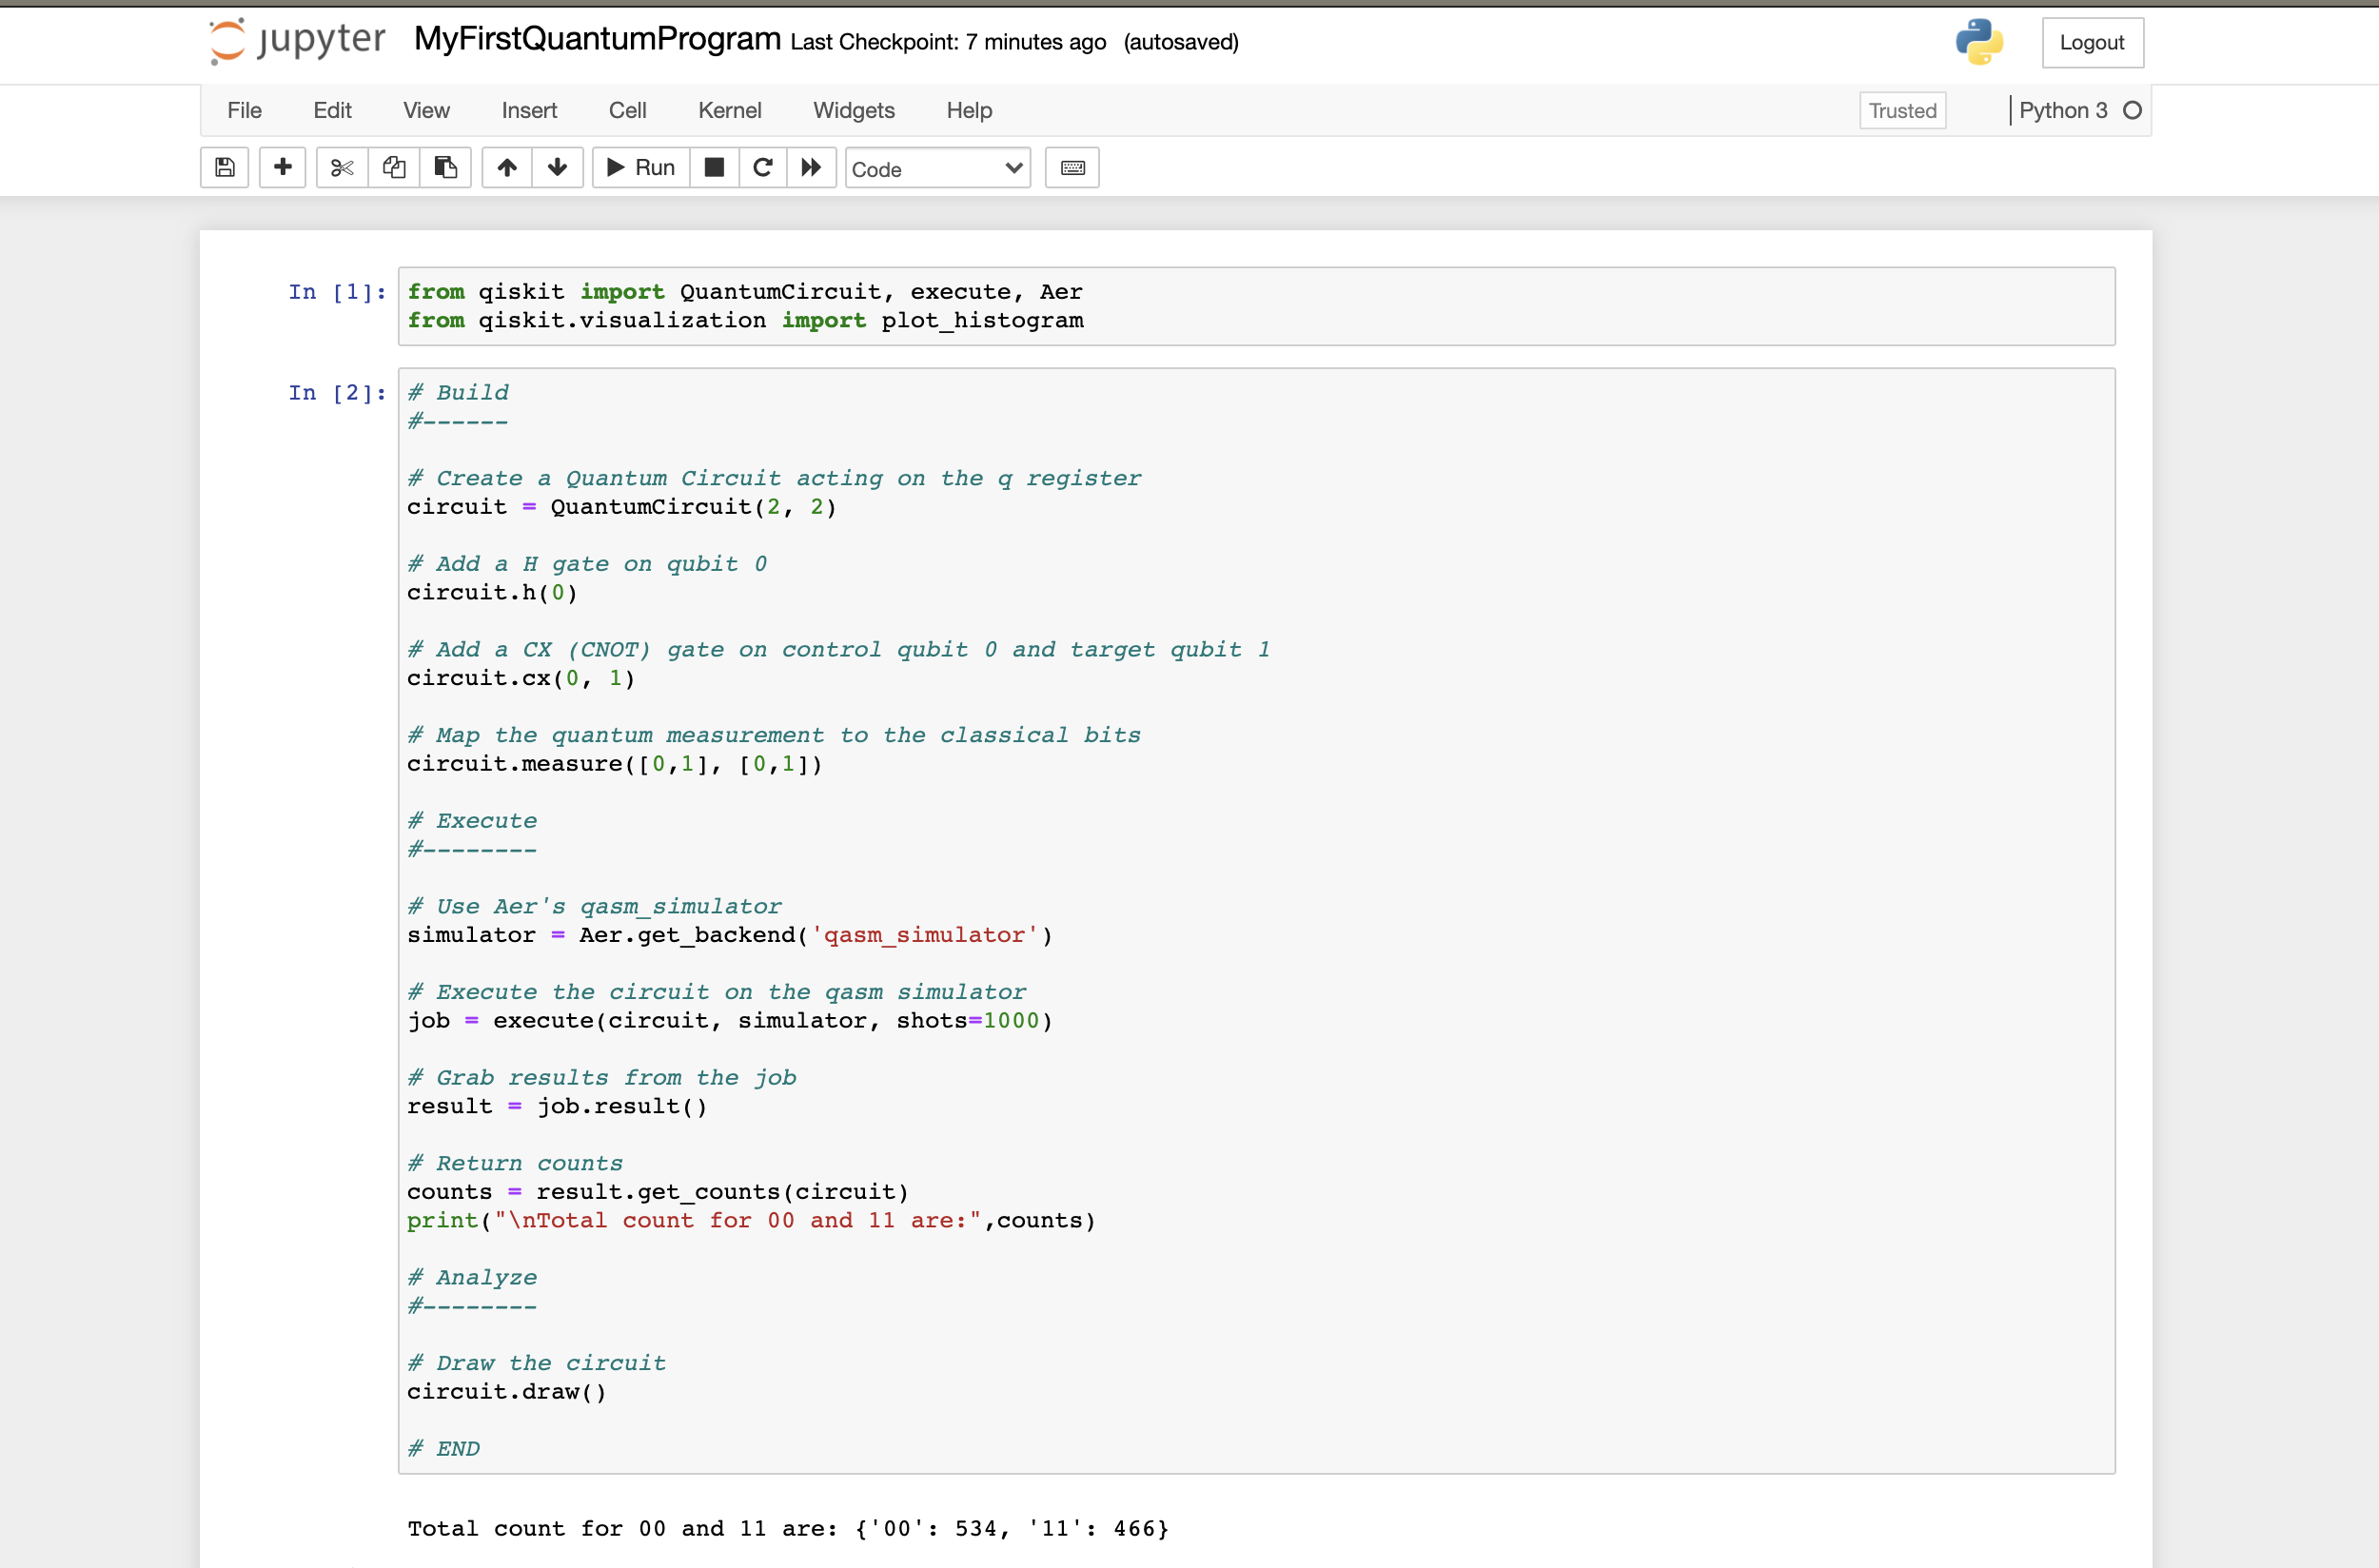 jupyter MyFirstQuantumProgram Last Checkpoint: 7 minutes ago (autosaved) Logout
File Edit View Insert Cell Kernel Widgets Help Trusted Python 3
Run Code
In [1]: from qiskit import QuantumCircuit, execute, Aer
from qiskit.visualization import plot_histogram
In [2]: # Build
#------
# Create a Quantum Circuit acting on the q register
circuit = QuantumCircuit(2, 2)
# Add a H gate on qubit 0
circuit.h(0)
# Add a CX (CNOT) gate on control qubit 0 and target qubit 1
circuit.cx(0, 1)
# Map the quantum measurement to the classical bits
circuit.measure([0,1], [0,1])
# Execute
#--------
# Use Aer's qasm_simulator
simulator = Aer.get_backend('qasm_simulator')
# Execute the circuit on the qasm simulator
job = execute(circuit, simulator, shots=1000)
# Grab results from the job
result = job.result()
# Return counts
counts = result.get_counts(circuit)
print("\nTotal count for 00 and 11 are:",counts)
# Analyze
#--------
# Draw the circuit
circuit.draw()
# END
Total count for 00 and 11 are: {'00': 534, '11': 466}